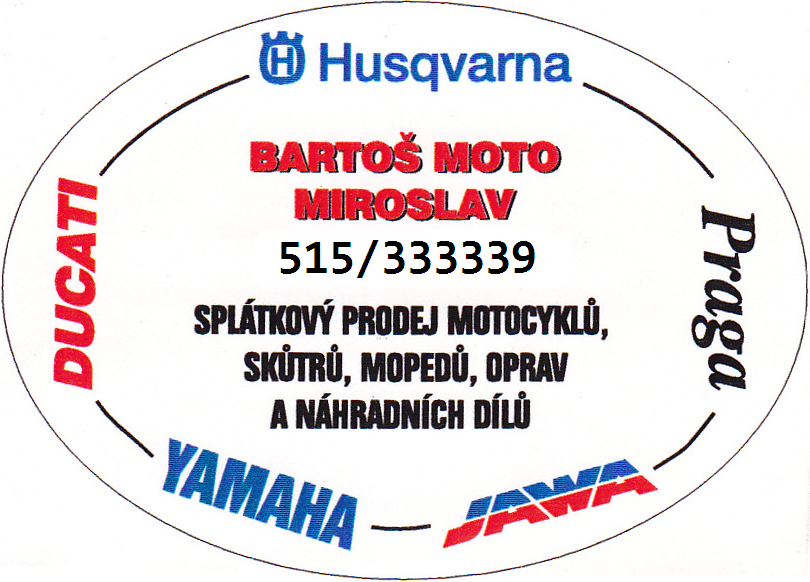 Husqvarna
BARTOŠ MOTO
MIROSLAV
515/333339
SPLÁTKOVÝ PRODEJ MOTOCYKLŮ,
SKŮTRŮ, MOPEDŮ, OPRAV
A NÁHRADNÍCH DÍLŮ
DUCATI
Praga
YAMAHA
JAWA